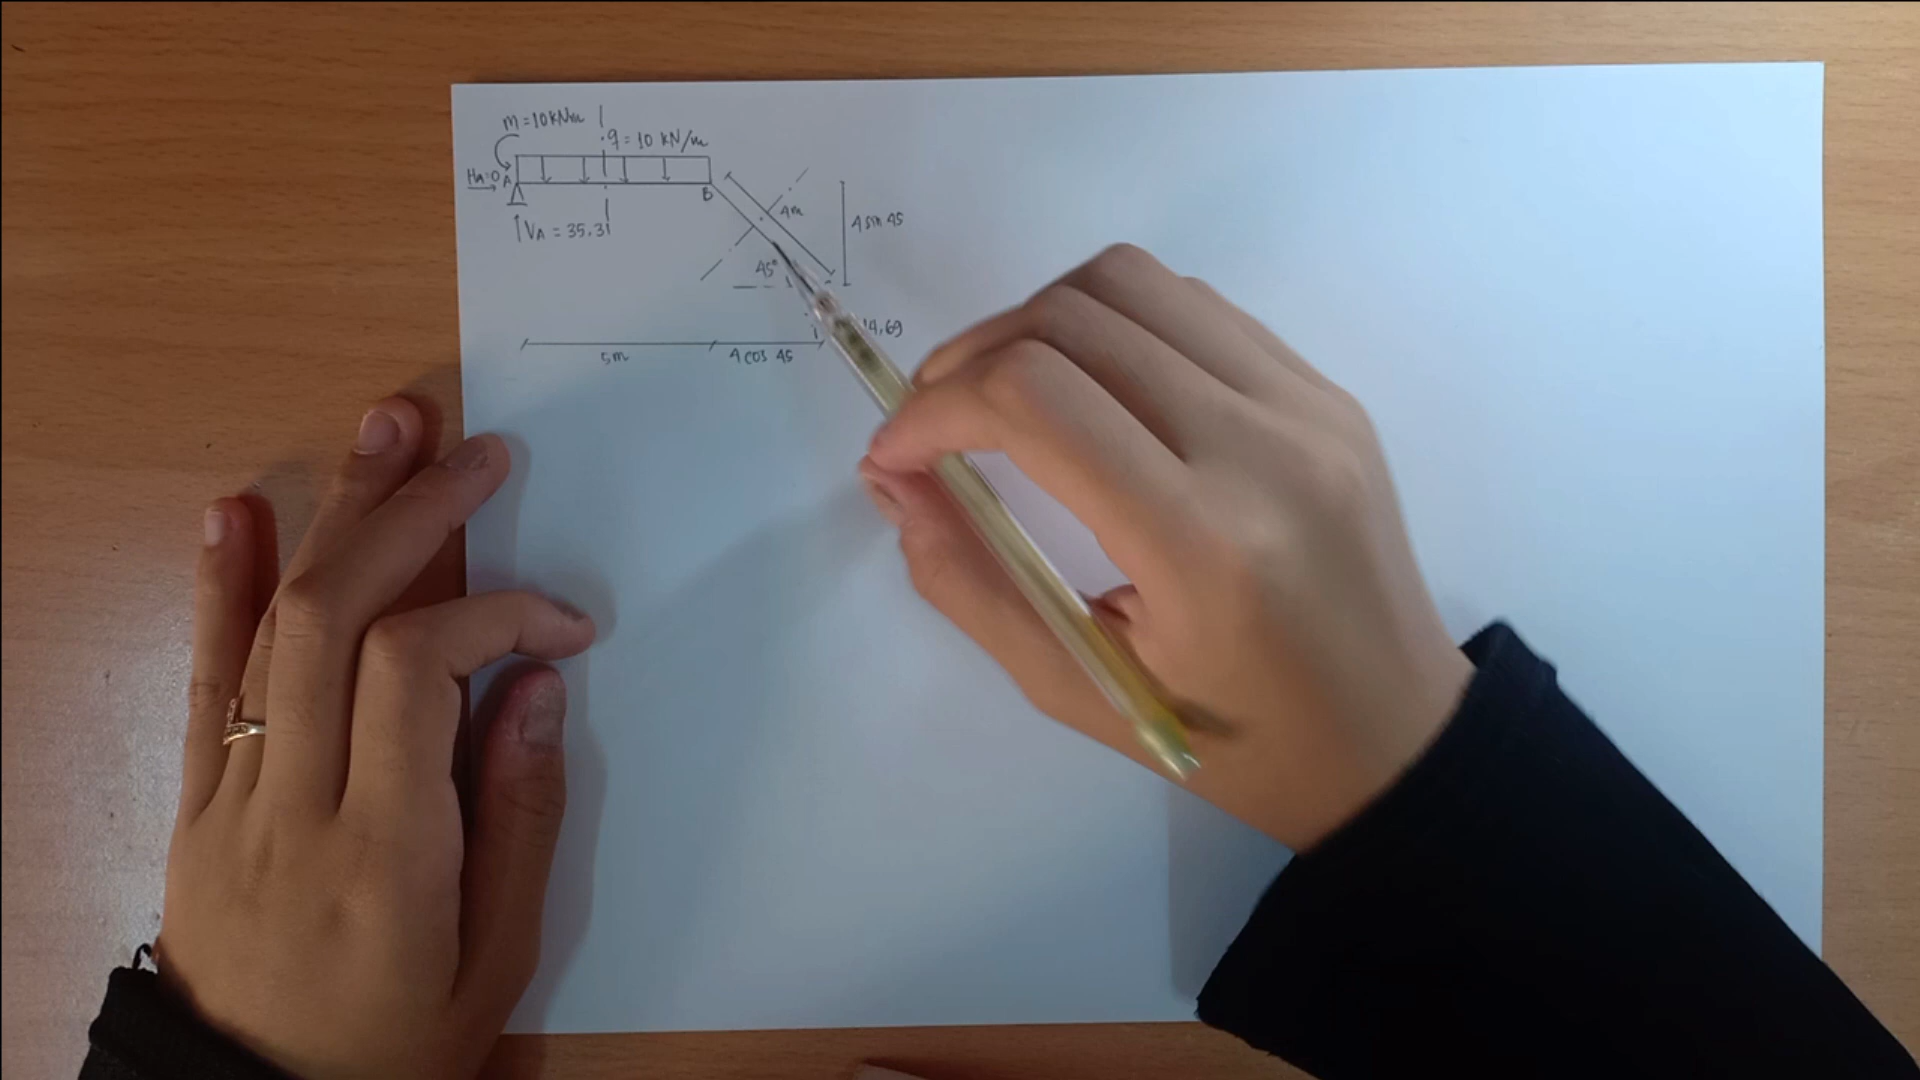 m = 10 kNm
q = 10 kN/m
HA=0 A
B
VA = 35,31
4m
4 sin 45
45°
14,69
5m
4 cos 45